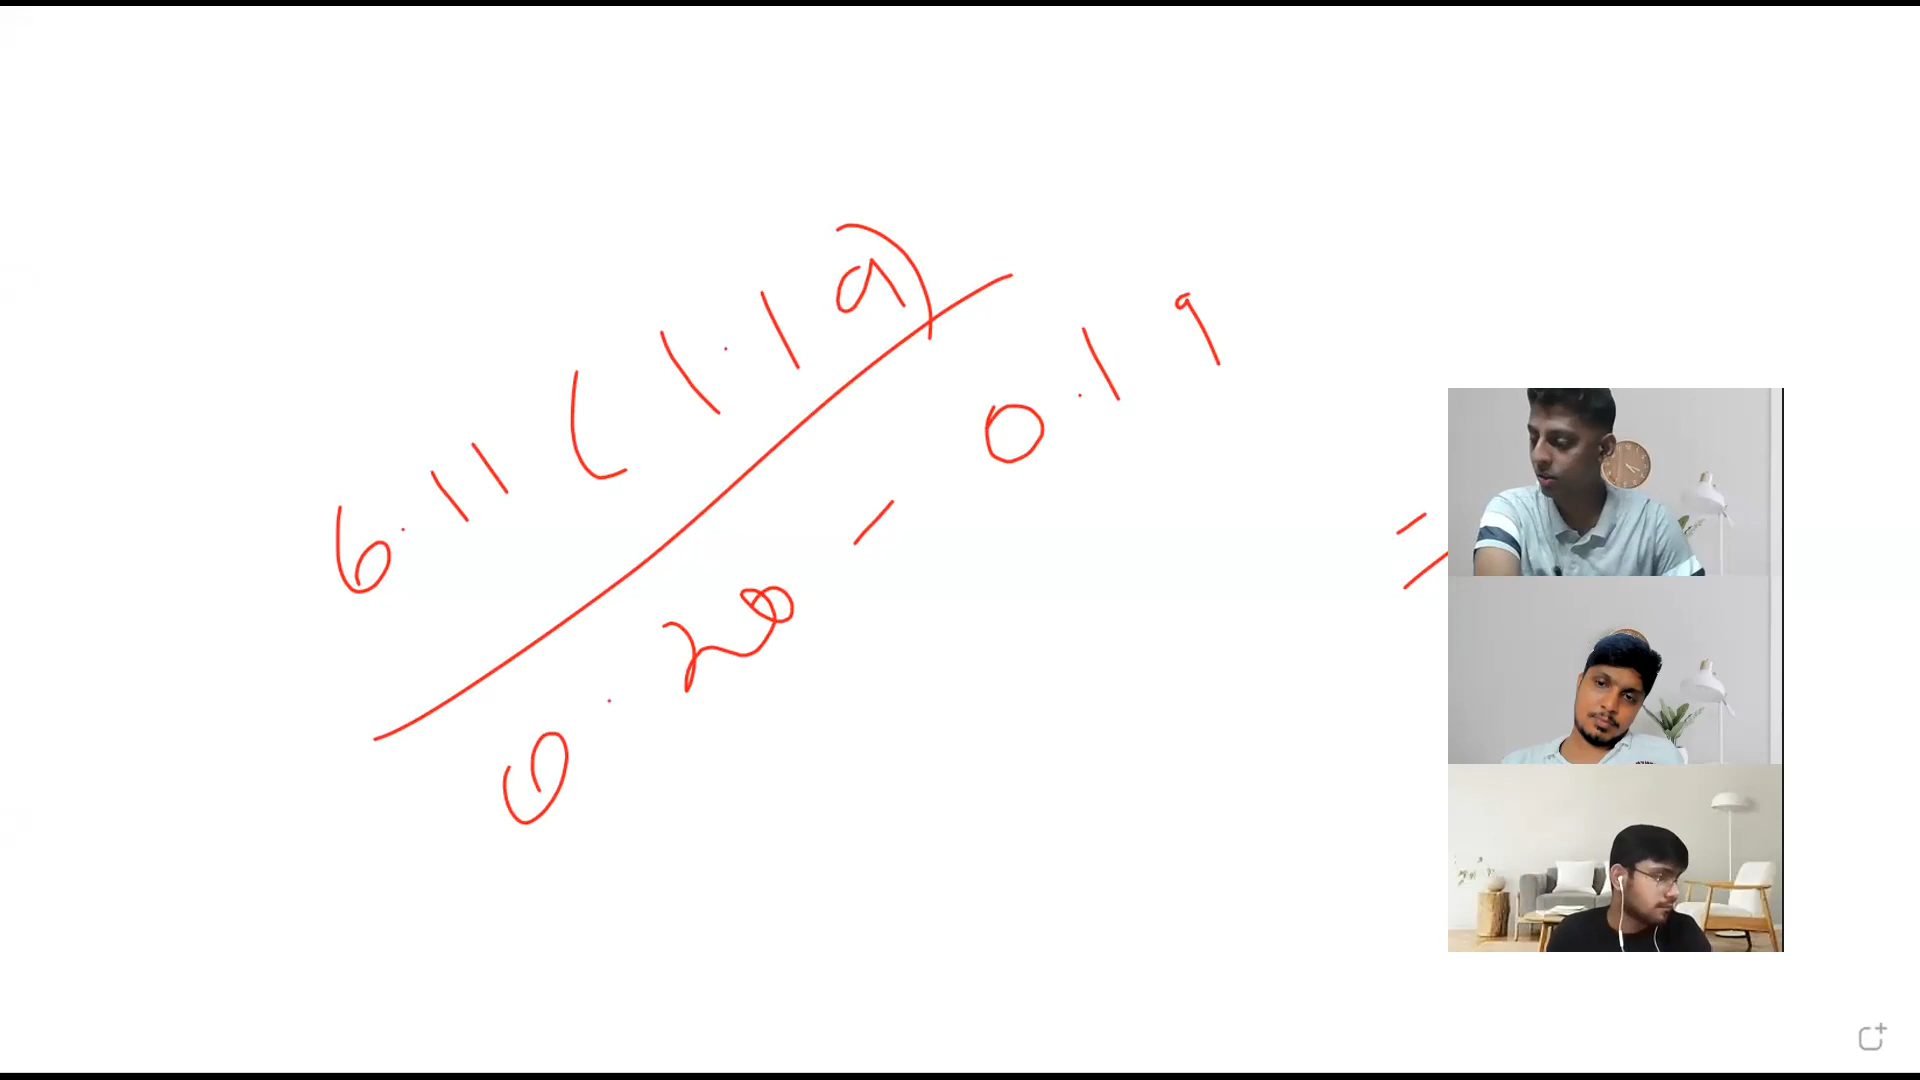 6.11 (1.19)
0.20 - 0.19
=